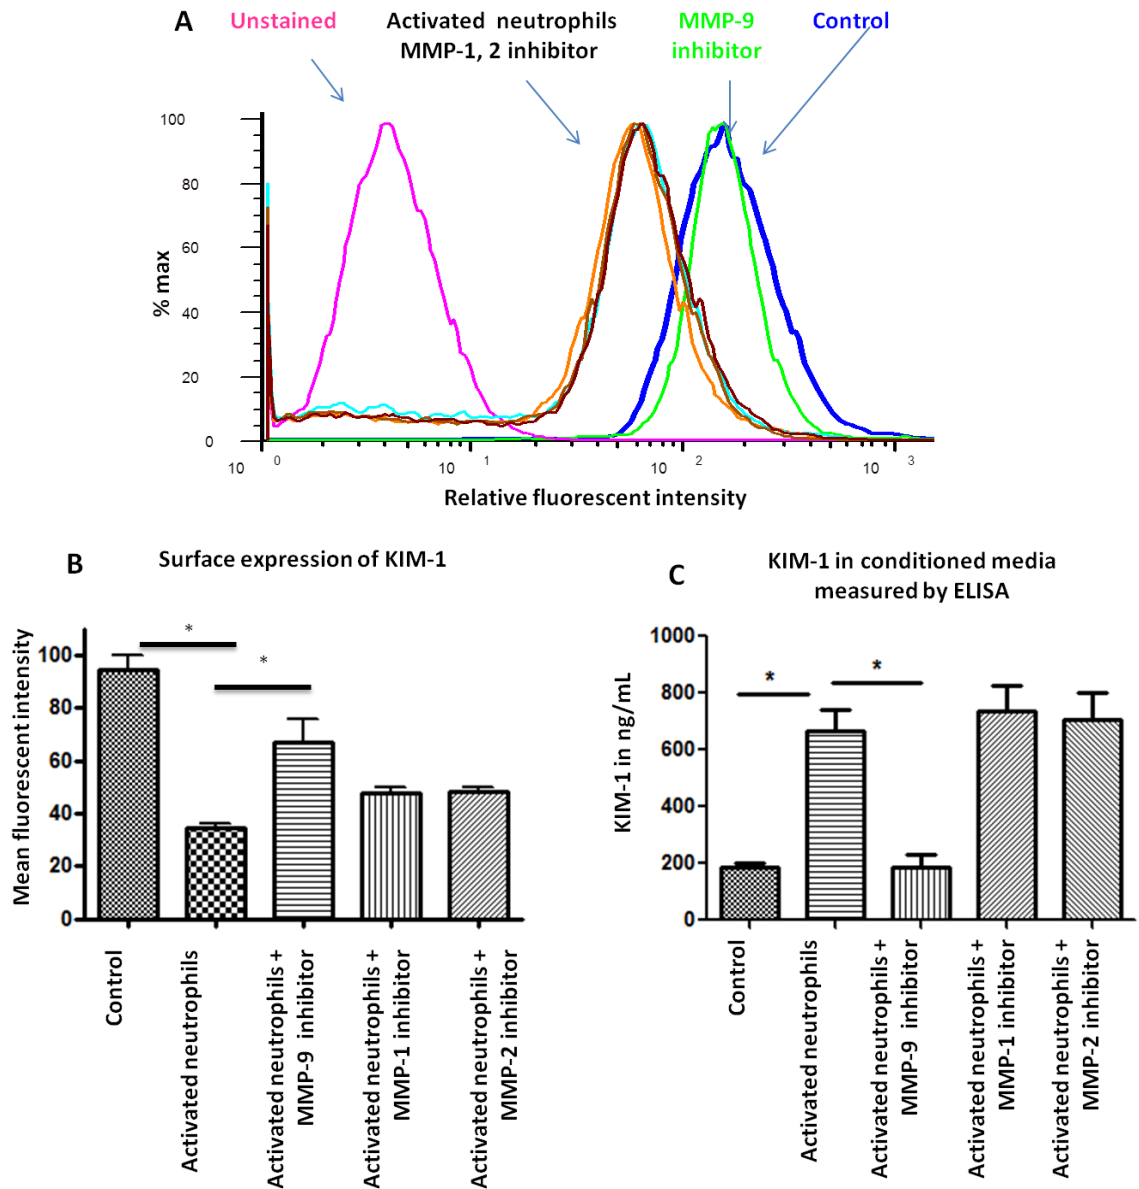 A
Unstained
Activated neutrophils
MMP-1, 2 inhibitor
MMP-9
inhibitor
Control
% max
100
80
60
40
20
0
10 0
10 1
10 2
10 3
Relative fluorescent intensity
B
Surface expression of KIM-1
Mean fluorescent intensity
100
80
60
40
20
0
*
*
Control
Activated neutrophils
Activated neutrophils +
MMP-9 inhibitor
Activated neutrophils +
MMP-1 inhibitor
Activated neutrophils +
MMP-2 inhibitor
C
KIM-1 in conditioned media
measured by ELISA
KIM-1 in ng/mL
1000
800
600
400
200
0
*
*
Control
Activated neutrophils
Activated neutrophils +
MMP-9 inhibitor
Activated neutrophils +
MMP-1 inhibitor
Activated neutrophils +
MMP-2 inhibitor